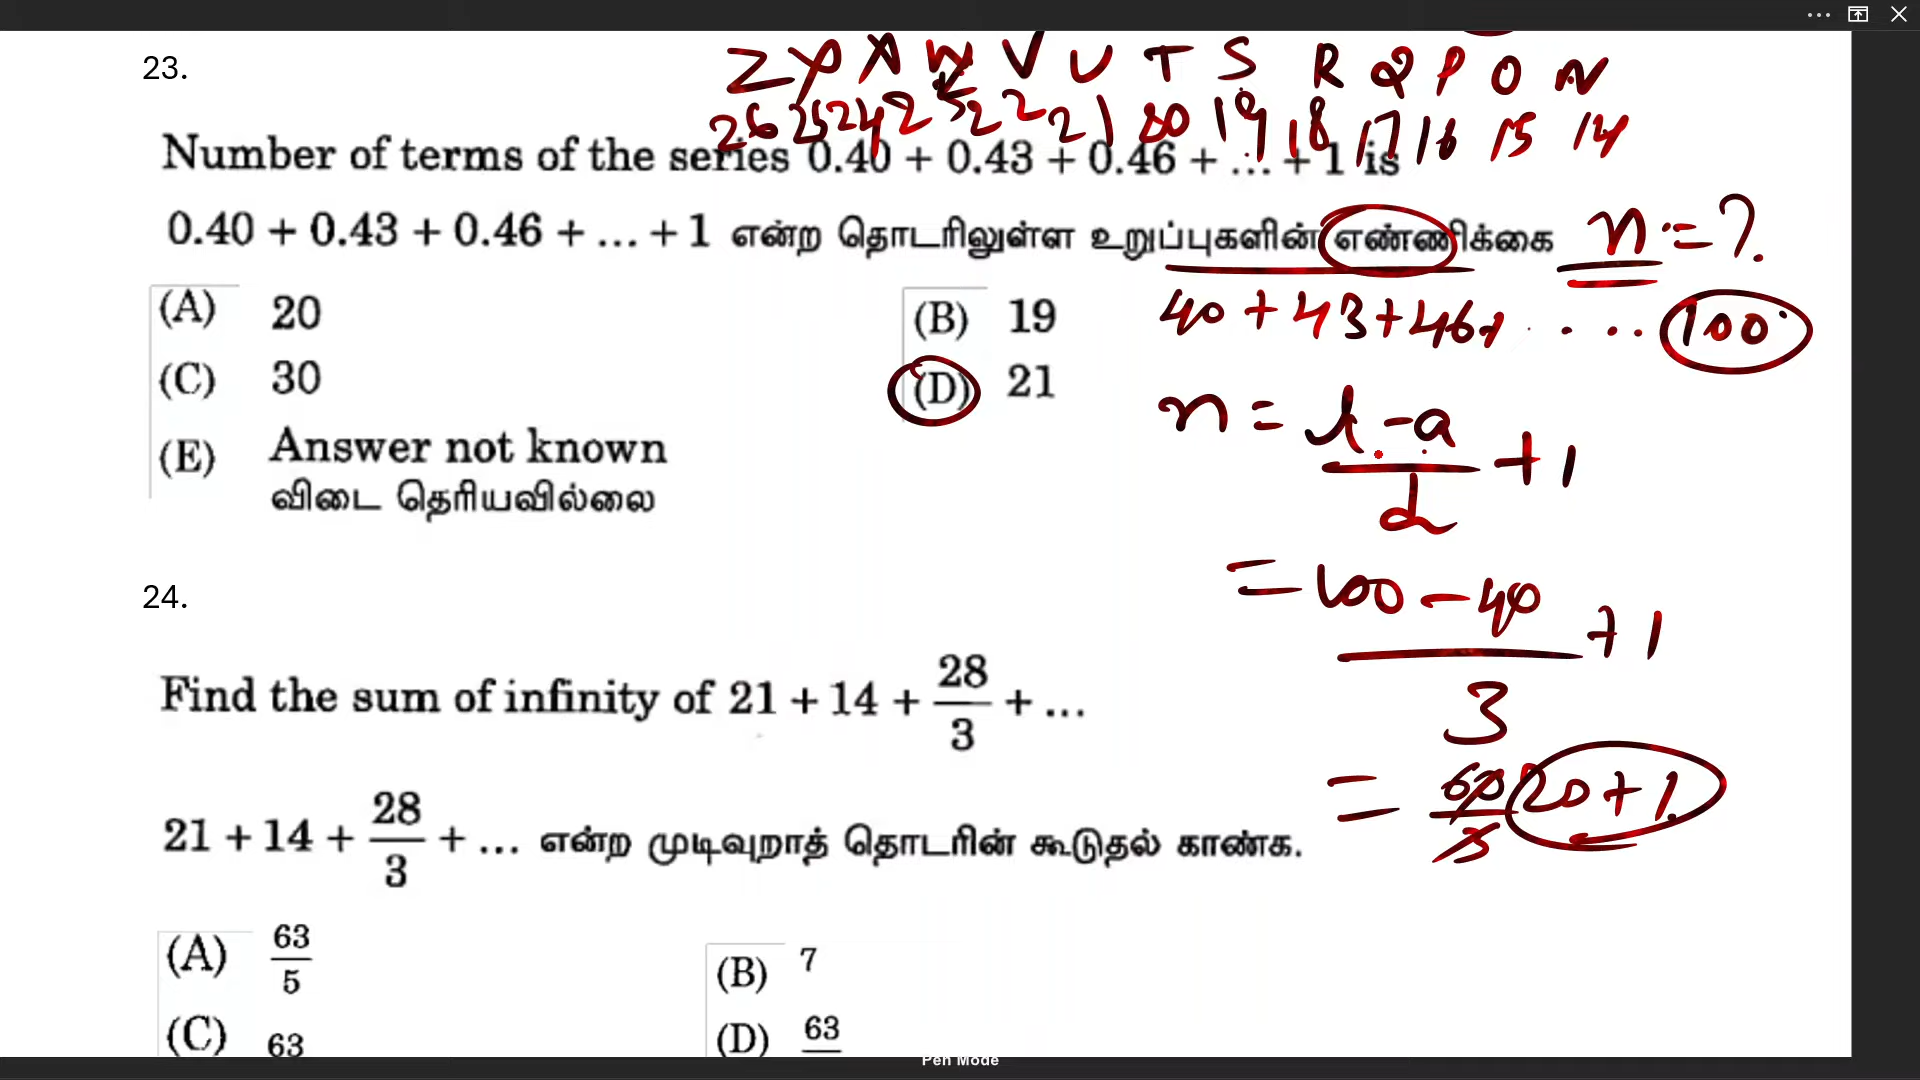 Z Y X W V U T S R Q P O N
26 25 24 23 22 21 20 19 18 17 16 15 14
23.
Number of terms of the series 0.40 + 0.43 + 0.46 + ... + 1 is
0.40 + 0.43 + 0.46 + ... + 1 என்ற தொடரிலுள்ள உறுப்புகளின் எண்ணிக்கை
n = ?
(A) 20
(B) 19
(C) 30
(D) 21
(E) Answer not known
விடை தெரியவில்லை
40 + 43 + 46 + .... 100
n = l - a / d + 1
= 100 - 40 / 3 + 1
= 60 / 3 20 + 1
24.
Find the sum of infinity of 21 + 14 + 28/3 + ...
21 + 14 + 28/3 + ... என்ற முடிவுறாத் தொடரின் கூடுதல் காண்க.
(A) 63/5
(B) 7
(C) 63
(D) 63
Pen Mode